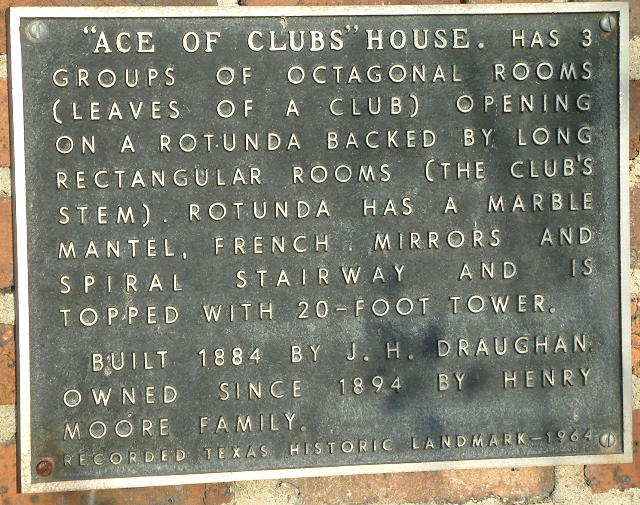 "ACE OF CLUBS" HOUSE. HAS 3
GROUPS OF OCTAGONAL ROOMS
(LEAVES OF A CLUB) OPENING
ON A ROTUNDA BACKED BY LONG
RECTANGULAR ROOMS (THE CLUB'S
STEM). ROTUNDA HAS A MARBLE
MANTEL, FRENCH MIRRORS AND
SPIRAL STAIRWAY AND IS
TOPPED WITH 20-FOOT TOWER.
BUILT 1884 BY J. H. DRAUGHAN.
OWNED SINCE 1894 BY HENRY
MOORE FAMILY.
RECORDED TEXAS HISTORIC LANDMARK-1964